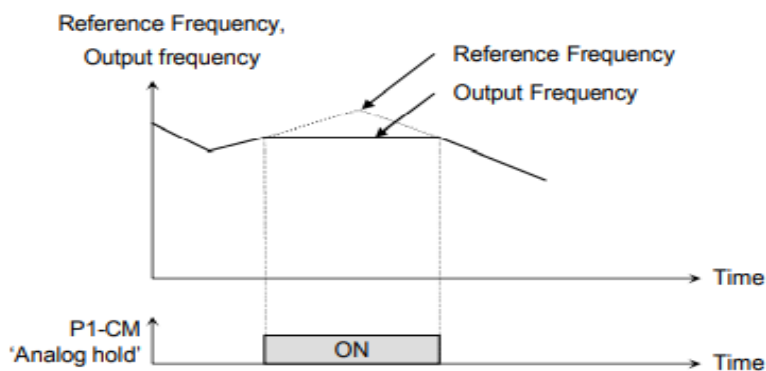 Reference Frequency,
Output frequency
Reference Frequency
Output Frequency
Time
P1-CM
'Analog hold'
ON
Time